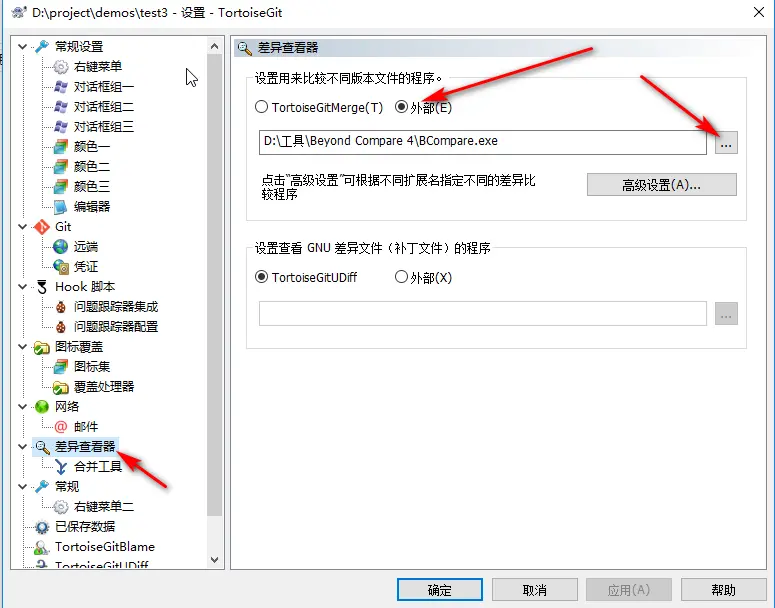 D:\project\demos\test3 - 设置 - TortoiseGit
常规设置
右键菜单
对话框组一
对话框组二
对话框组三
颜色一
颜色二
颜色三
编辑器
Git
远端
凭证
Hook 脚本
问题跟踪器集成
问题跟踪器配置
图标覆盖
图标集
覆盖处理器
网络
邮件
差异查看器
合并工具
常规
右键菜单二
已保存数据
TortoiseGitBlame
TortoiseGitUDiff
差异查看器
设置用来比较不同版本文件的程序。
TortoiseGitMerge(T) 外部(E)
D:\工具\Beyond Compare 4\BCompare.exe
...
点击“高级设置”可根据不同扩展名指定不同的差异比
较程序
高级设置(A)...
设置查看 GNU 差异文件（补丁文件）的程序
TortoiseGitUDiff 外部(X)
...
确定 取消 应用(A) 帮助